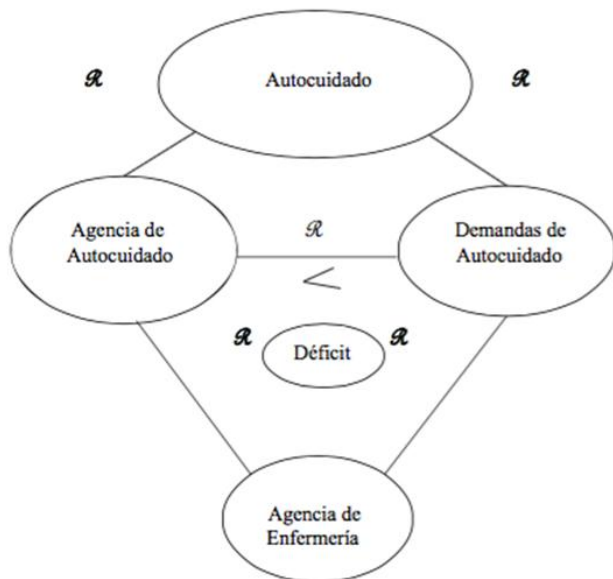 ℛ Autocuidado ℛ
Agencia de
Autocuidado
ℛ
<
Demandas de
Autocuidado
ℛ Déficit ℛ
Agencia de
Enfermería